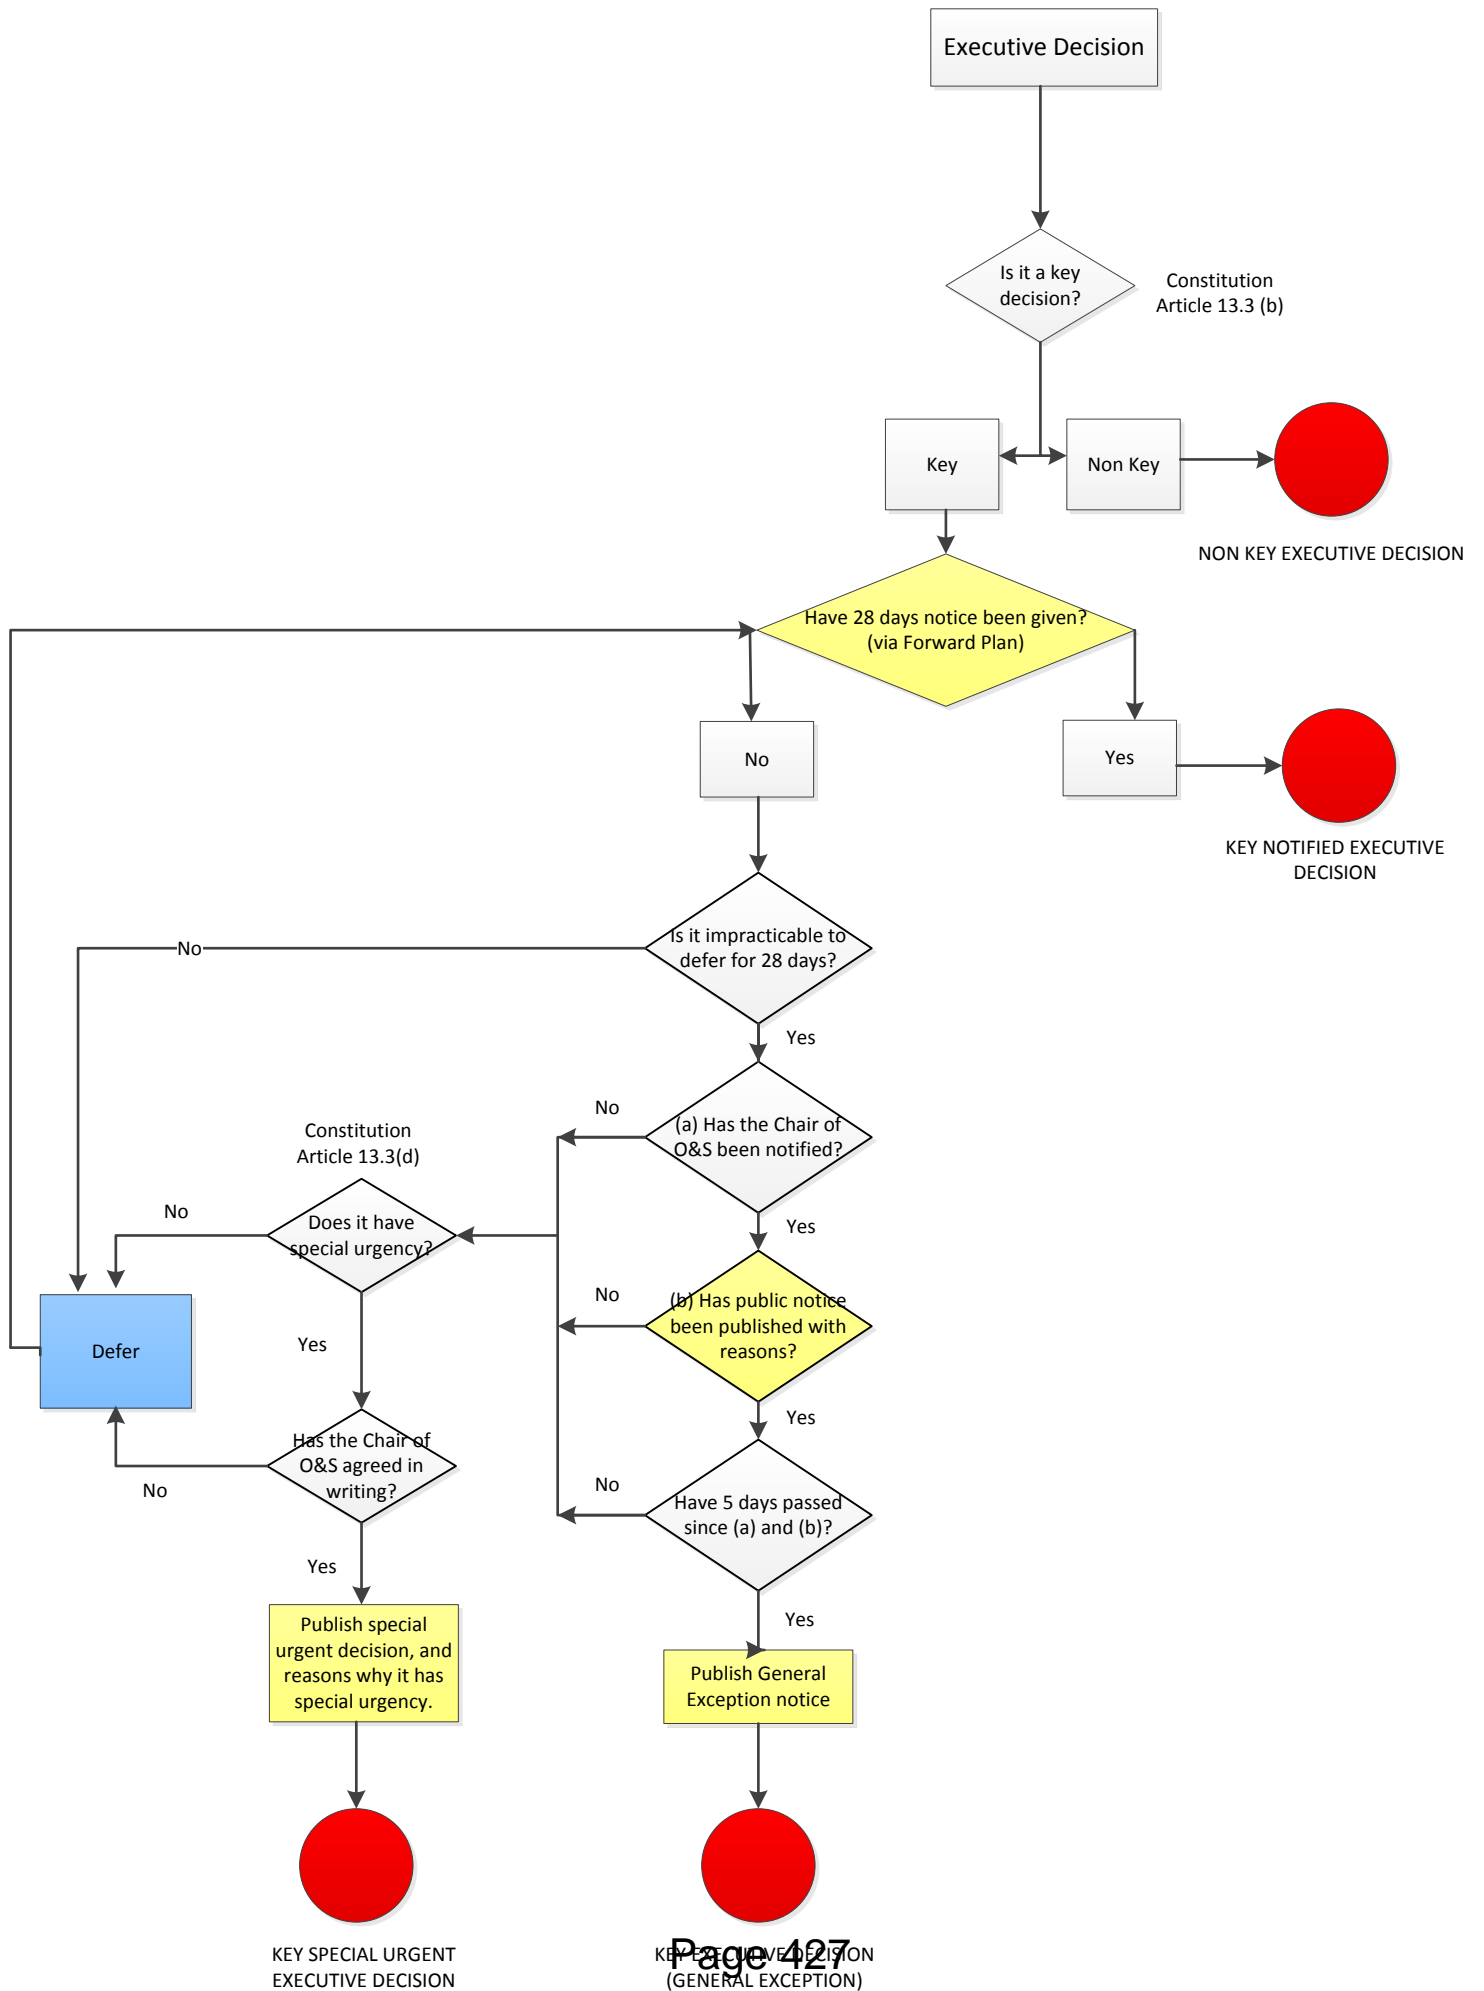 Executive Decision
Is it a key
decision?
Constitution
Article 13.3 (b)
Key
Non Key
NON KEY EXECUTIVE DECISION
Have 28 days notice been given?
(via Forward Plan)
No
Yes
KEY NOTIFIED EXECUTIVE
DECISION
Is it impracticable to
defer for 28 days?
No
Yes
(a) Has the Chair of
O&S been notified?
No
Yes
Constitution
Article 13.3(d)
Does it have
special urgency?
No
Yes
(b) Has public notice
been published with
reasons?
No
Yes
Defer
Has the Chair of
O&S agreed in
writing?
No
Yes
Have 5 days passed
since (a) and (b)?
No
Yes
Publish special
urgent decision, and
reasons why it has
special urgency.
Publish General
Exception notice
KEY SPECIAL URGENT
EXECUTIVE DECISION
KEY EXECUTIVE DECISION
(GENERAL EXCEPTION)
Page 427